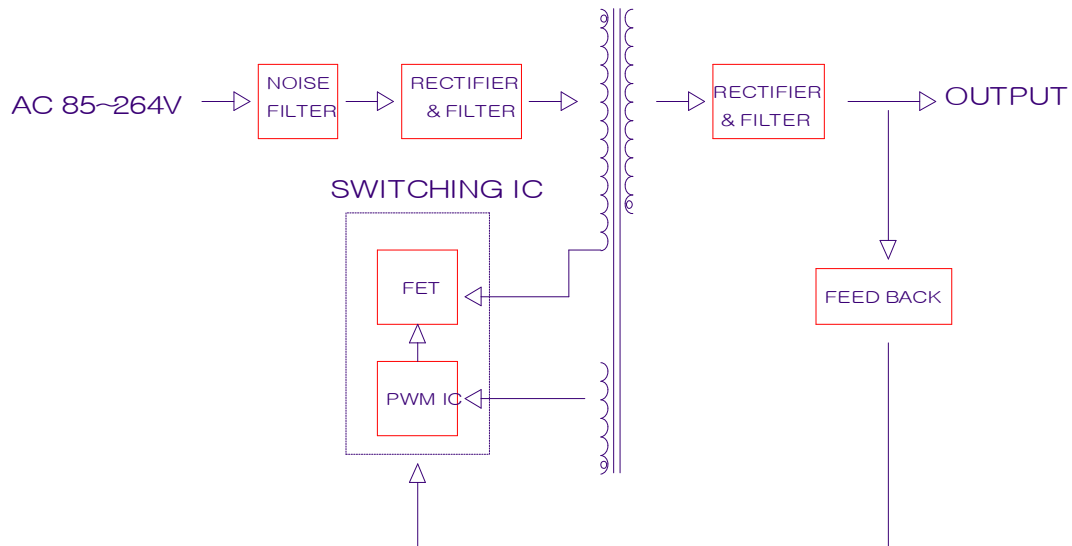 AC 85~264V
NOISE
FILTER
RECTIFIER
& FILTER
RECTIFIER
& FILTER
OUTPUT
SWITCHING IC
FET
PWM IC
FEED BACK